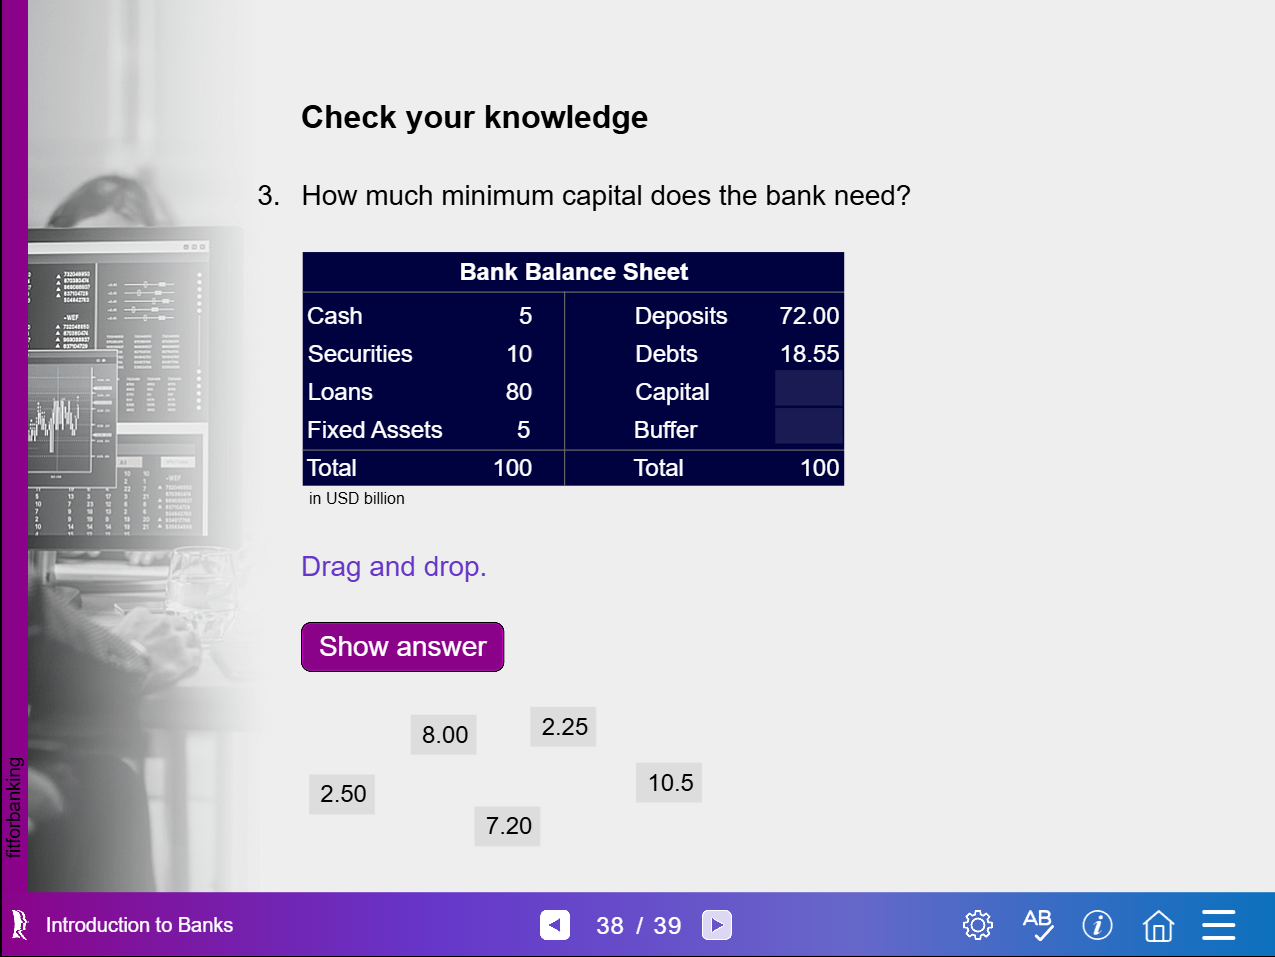 Check your knowledge
3. How much minimum capital does the bank need?
Bank Balance Sheet
Cash 5 Deposits 72.00
Securities 10 Debts 18.55
Loans 80 Capital
Fixed Assets 5 Buffer
Total 100 Total 100
in USD billion
Drag and drop.
Show answer
8.00
2.25
2.50
10.5
7.20
fitforbanking
Introduction to Banks
38 / 39
AB
i